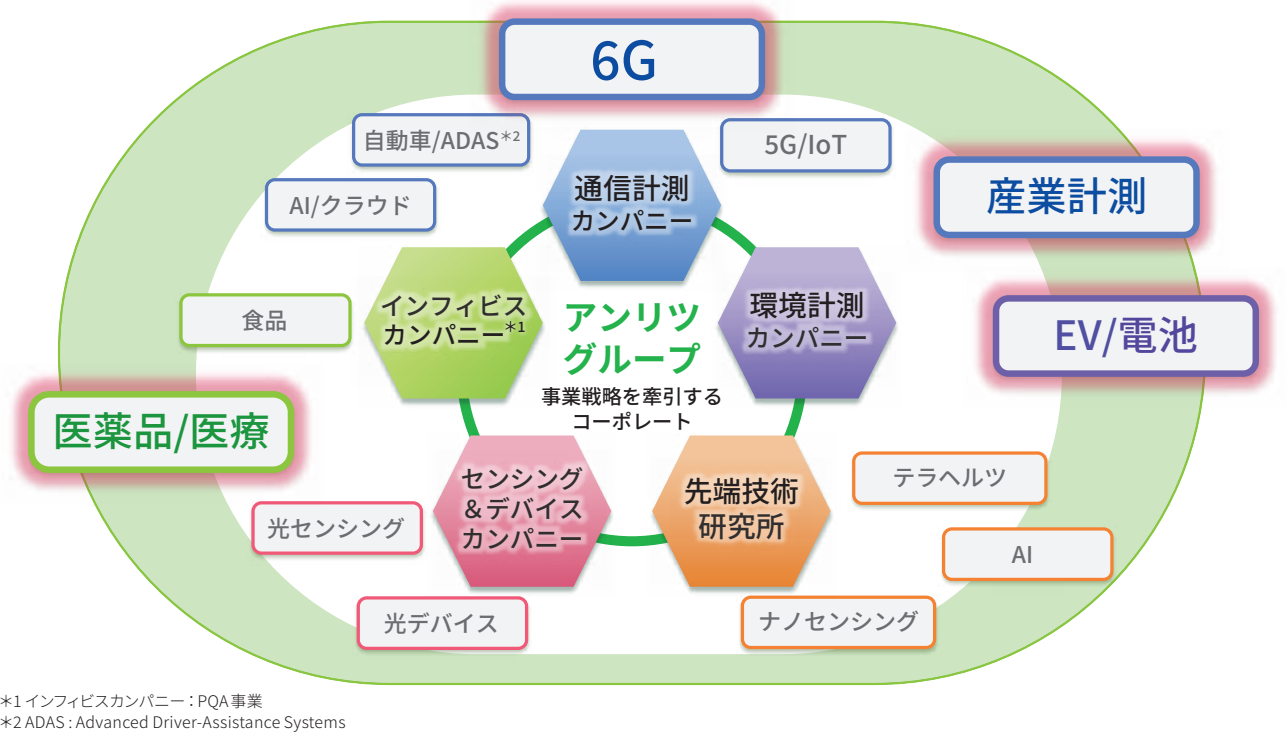 6G
自動車/ADAS＊2
5G/IoT
通信計測
カンパニー
産業計測
AI/クラウド
インフィビス
カンパニー＊1
アンリツ
グループ
事業戦略を牽引する
コーポレート
環境計測
カンパニー
EV/電池
食品
医薬品/医療
センシング
＆デバイス
カンパニー
先端技術
研究所
テラヘルツ
光センシング
AI
光デバイス
ナノセンシング
＊1 インフィビスカンパニー：PQA事業
＊2 ADAS : Advanced Driver-Assistance Systems